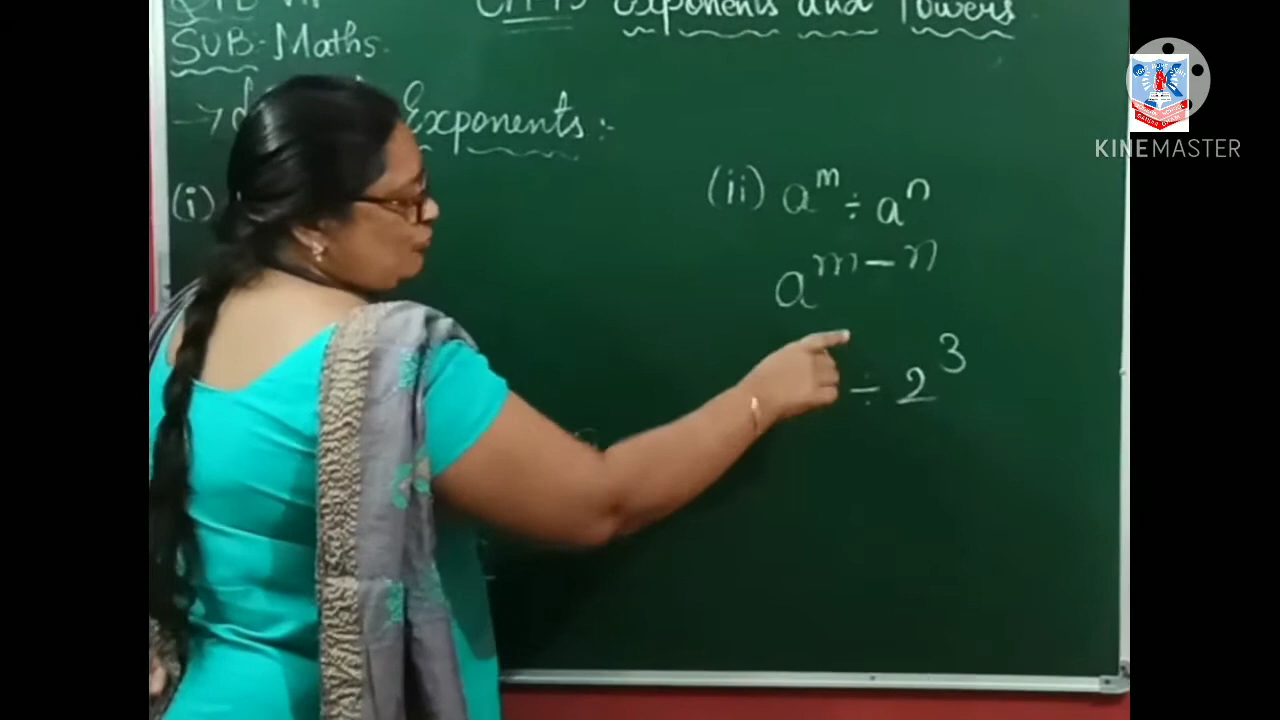 Exponents and Powers
SUB-Maths.
→ Exponents:-
(i)
(ii) a^m ÷ a^n
a^m-n
÷ 2^3
KINEMASTER